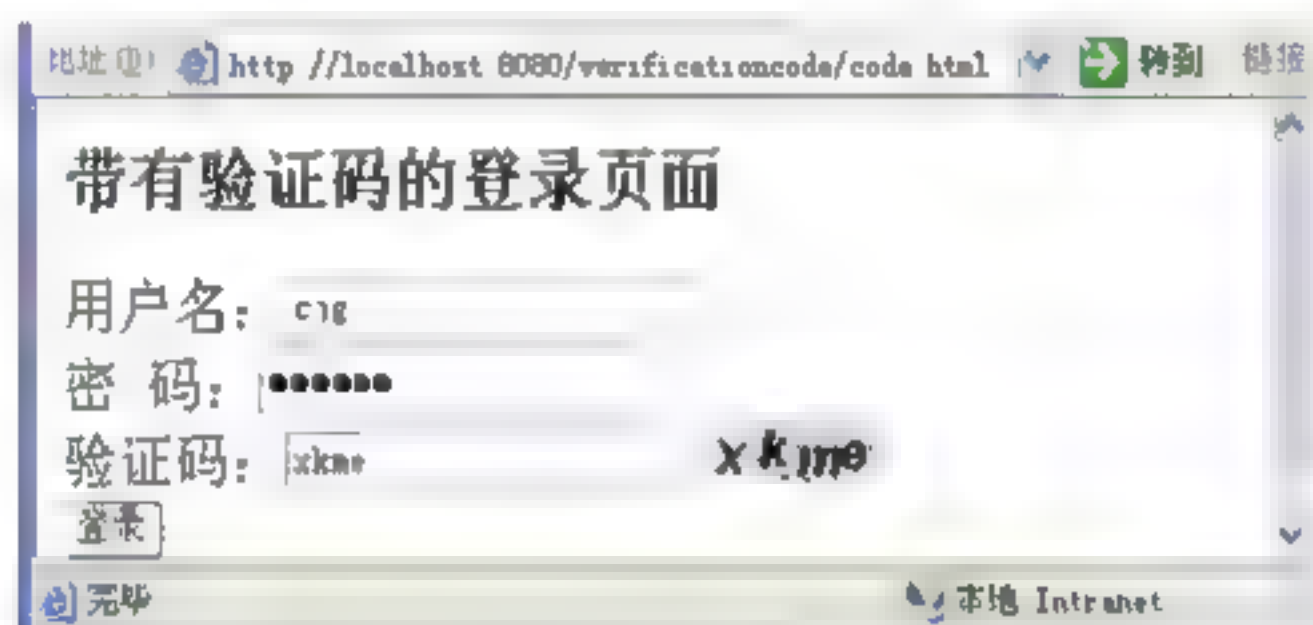 地址(D) http://localhost:8080/verificationcode/code.html 转到 链接
带有验证码的登录页面
用户名:
密 码: ●●●●●●
验证码: xkme xkme
登录
完毕 本地 Intranet